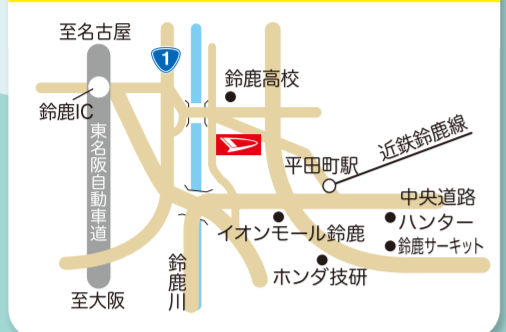 至名古屋
1
鈴鹿高校
鈴鹿IC
近鉄鈴鹿線
東名阪自動車道
平田町駅
中央道路
ハンター
イオンモール鈴鹿
鈴鹿サーキット
鈴鹿川
ホンダ技研
至大阪